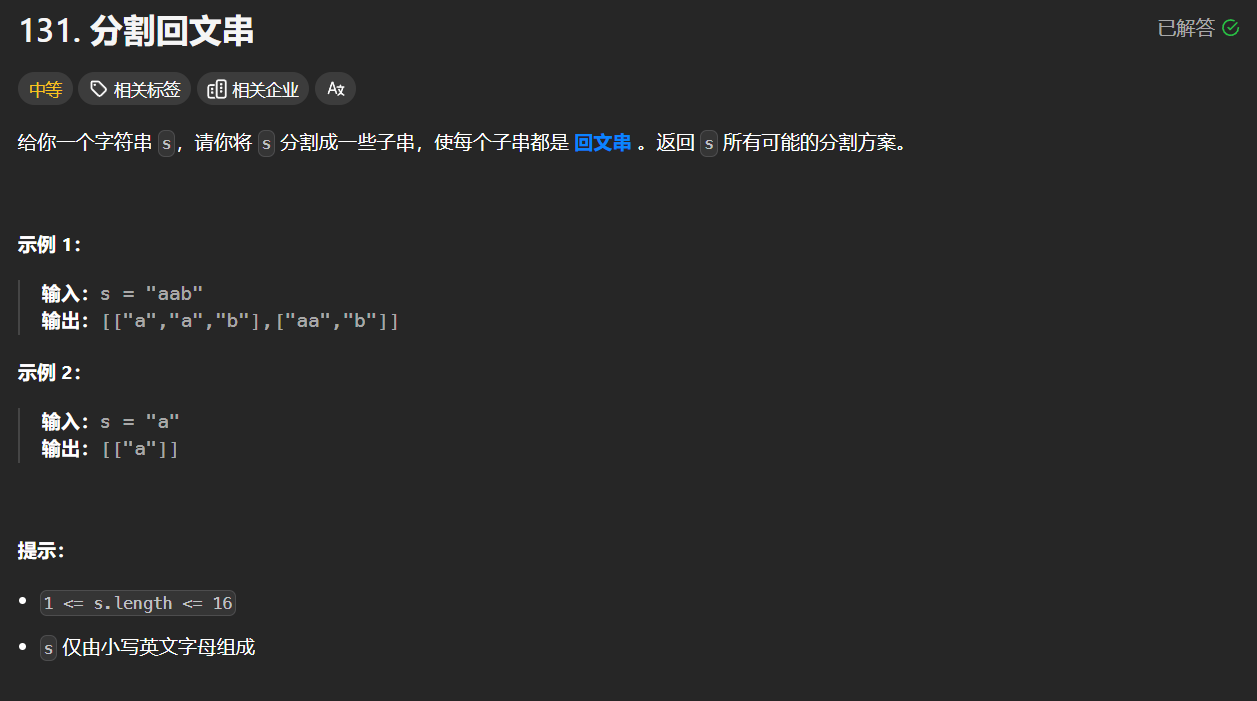 131. 分割回文串
已解答
中等 相关标签 相关企业 Az
给你一个字符串 s，请你将 s 分割成一些子串，使每个子串都是 回文串 。返回 s 所有可能的分割方案。
示例 1：
输入：s = "aab"
输出：[["a","a","b"],["aa","b"]]
示例 2：
输入：s = "a"
输出：[["a"]]
提示：
• 1 <= s.length <= 16
• s 仅由小写英文字母组成